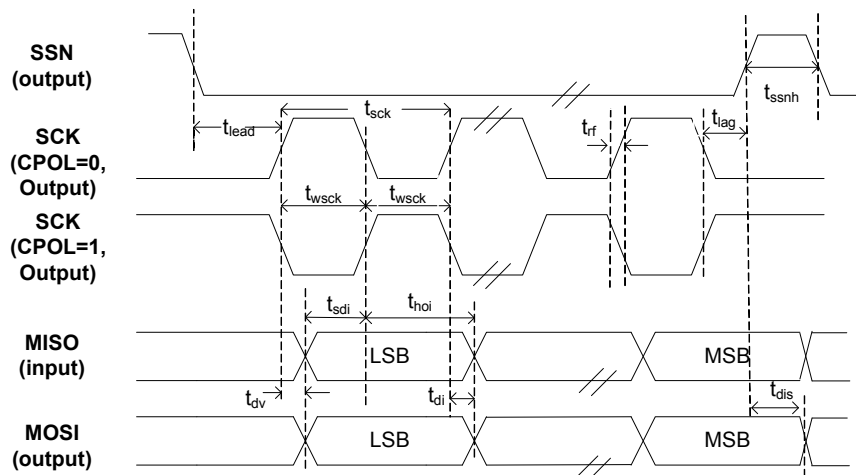 SSN
(output)
t_ssnh
t_sck
t_lead
t_rf
t_lag
SCK
(CPOL=0,
Output)
t_wsck t_wsck
SCK
(CPOL=1,
Output)
t_sdi t_hoi
MISO
(input)
LSB MSB
t_dv t_di t_dis
MOSI
(output)
LSB MSB